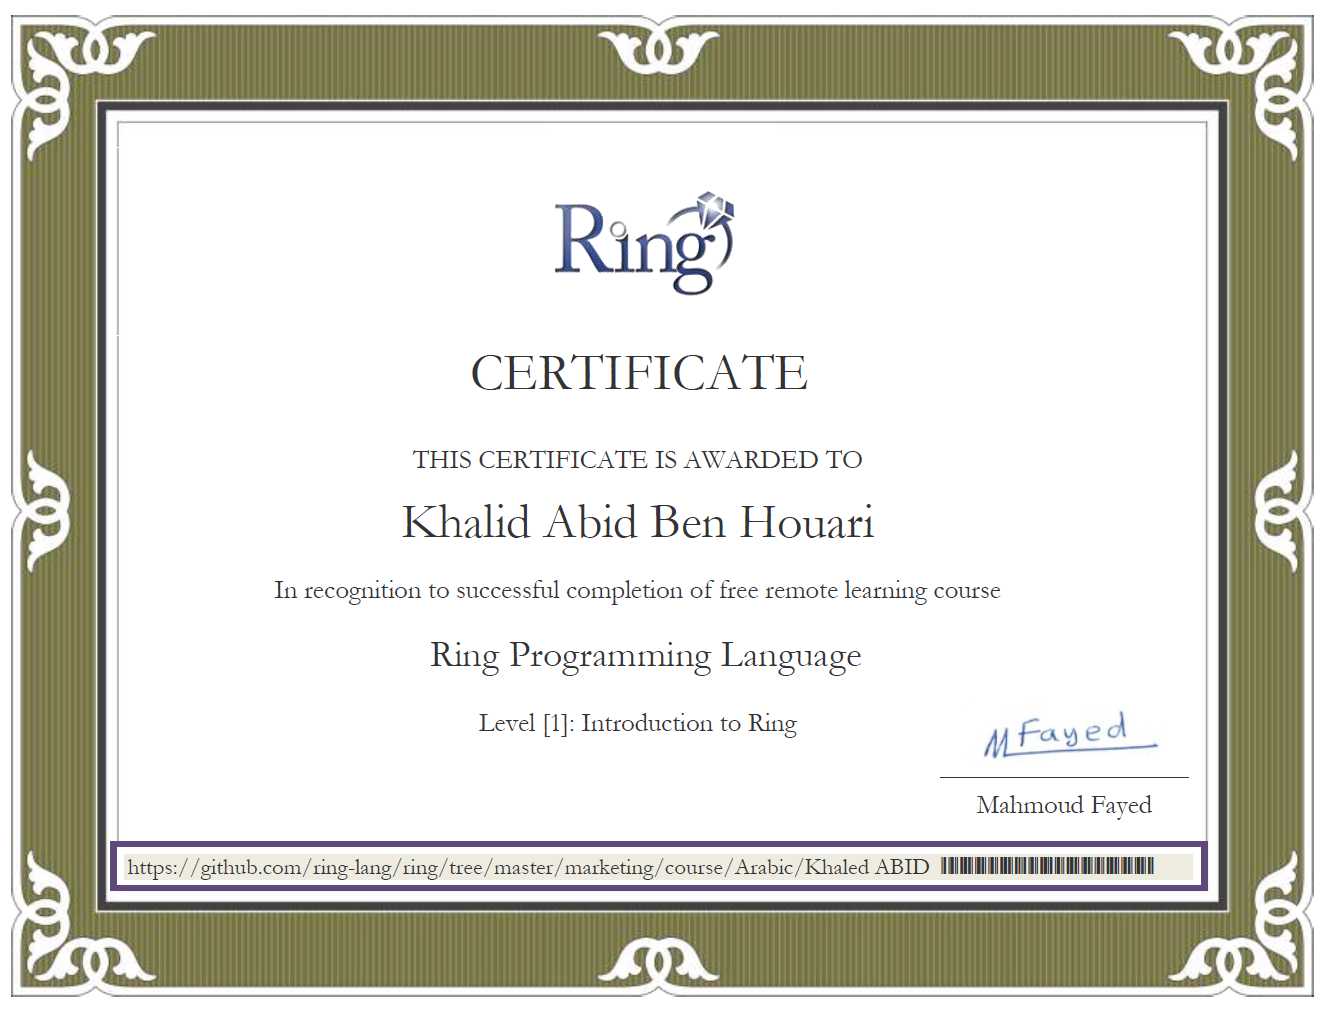 Ring
CERTIFICATE
THIS CERTIFICATE IS AWARDED TO
Khalid Abid Ben Houari
In recognition to successful completion of free remote learning course
Ring Programming Language
Level [1]: Introduction to Ring
MFayed
Mahmoud Fayed
https://github.com/ring-lang/ring/tree/master/marketing/course/Arabic/Khaled ABID